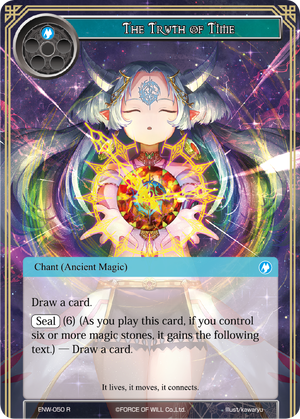 The Truth of Time
Chant (Ancient Magic)
Draw a card.
Seal (6) (As you play this card, if you control
six or more magic stones, it gains the following
text.) — Draw a card.
It lives, it moves, it connects.
ENW-050 R ©FORCE OF WILL Co.,Ltd. Illust/kawaryo